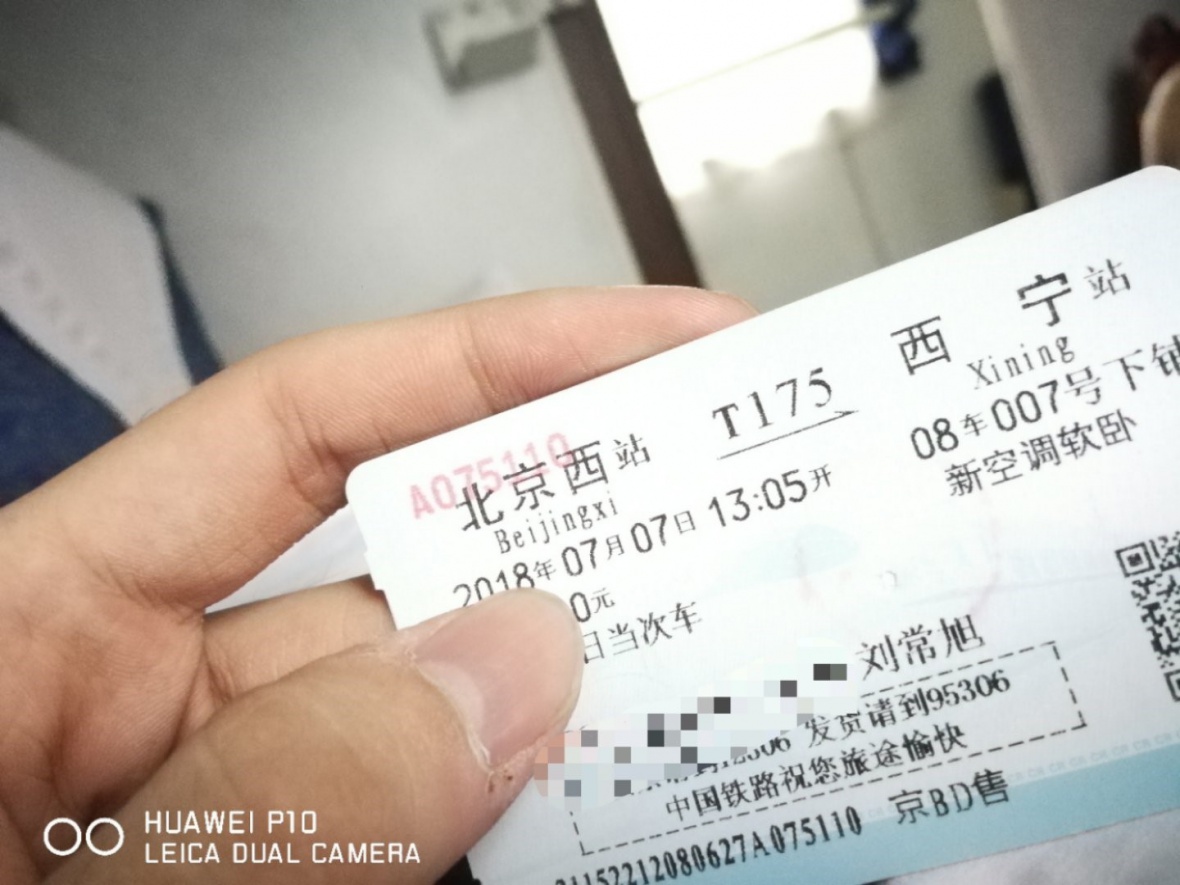 A075110
北京西站 T175 西宁站
Beijingxi Xining
2018年07月07日 13:05开 08车007号下铺
0元 新空调软卧
日当次车
刘常旭
12306 发货请到95306
中国铁路祝您旅途愉快
2212080627A075110 京BD售
HUAWEI P10
LEICA DUAL CAMERA